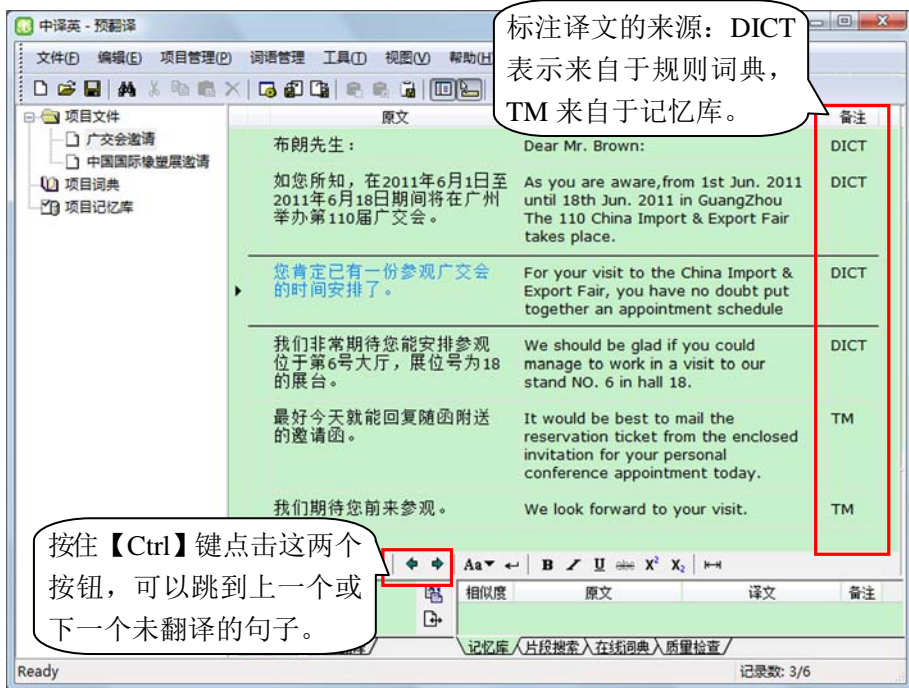 中译英 - 预翻译
标注译文的来源：DICT
表示来自于规则词典，
TM 来自于记忆库。
文件(F) 编辑(E) 项目管理(P) 词语管理 工具(T) 视图(V) 帮助(H
项目文件
广交会邀请
中国国际橡塑展邀请
项目词典
项目记忆库
原文 备注
布朗先生： Dear Mr. Brown: DICT
如您所知，在2011年6月1日至 As you are aware,from 1st Jun. 2011 DICT
2011年6月18日期间将在广州 until 18th Jun. 2011 in GuangZhou
举办第110届广交会。 The 110 China Import & Export Fair
takes place.
您肯定已有一份参观广交会 For your visit to the China Import & DICT
的时间安排了。 Export Fair, you have no doubt put
together an appointment schedule
我们非常期待您能安排参观 We should be glad if you could DICT
位于第6号大厅，展位号为18 manage to work in a visit to our
的展台。 stand NO. 6 in hall 18.
最好今天就能回复随函附送 It would be best to mail the TM
的邀请函。 reservation ticket from the enclosed
invitation for your personal
conference appointment today.
我们期待您前来参观。 We look forward to your visit. TM
按住【Ctrl】键点击这两个
按钮，可以跳到上一个或
下一个未翻译的句子。
Aa B I U abc X² X₂
相似度 原文 译文 备注
记忆库 片段搜索 在线词典 质量检查
Ready 记录数: 3/6